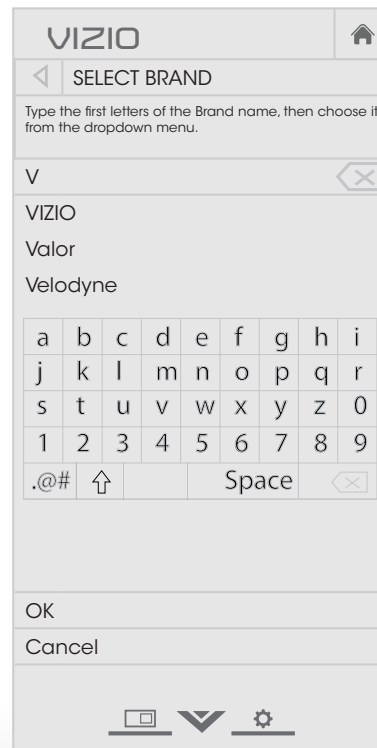 VIZIO
SELECT BRAND
Type the first letters of the Brand name, then choose it
from the dropdown menu.
V
VIZIO
Valor
Velodyne
a b c d e f g h i
j k l m n o p q r
s t u v w x y z 0
1 2 3 4 5 6 7 8 9
.@# Space
OK
Cancel